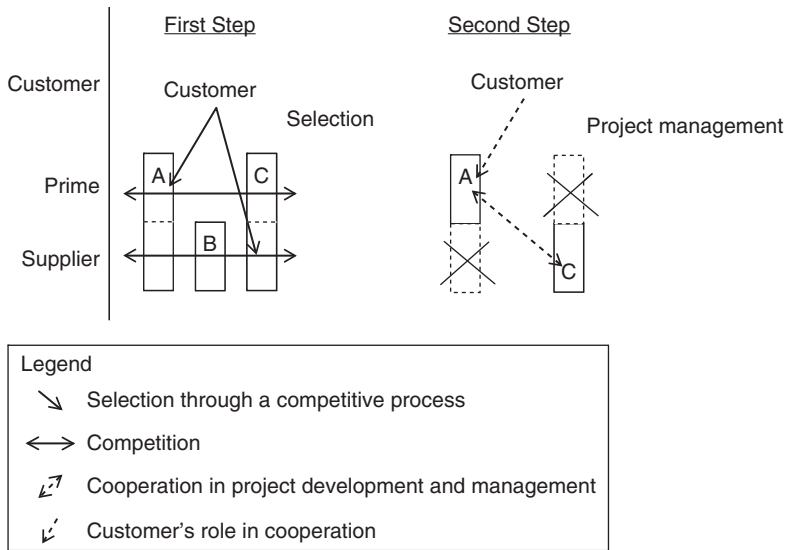 First Step
Second Step
Customer
Customer
Customer
Selection
Project management
Prime
A
C
A
Supplier
B
C
Legend
Selection through a competitive process
Competition
Cooperation in project development and management
Customer's role in cooperation